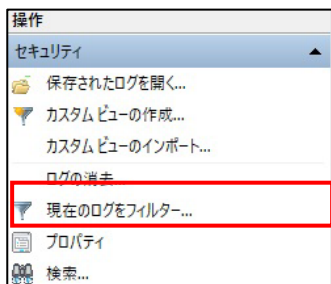 操作
セキュリティ
保存されたログを開く...
カスタム ビューの作成...
カスタム ビューのインポート...
ログの消去...
現在のログをフィルター...
プロパティ
検索...